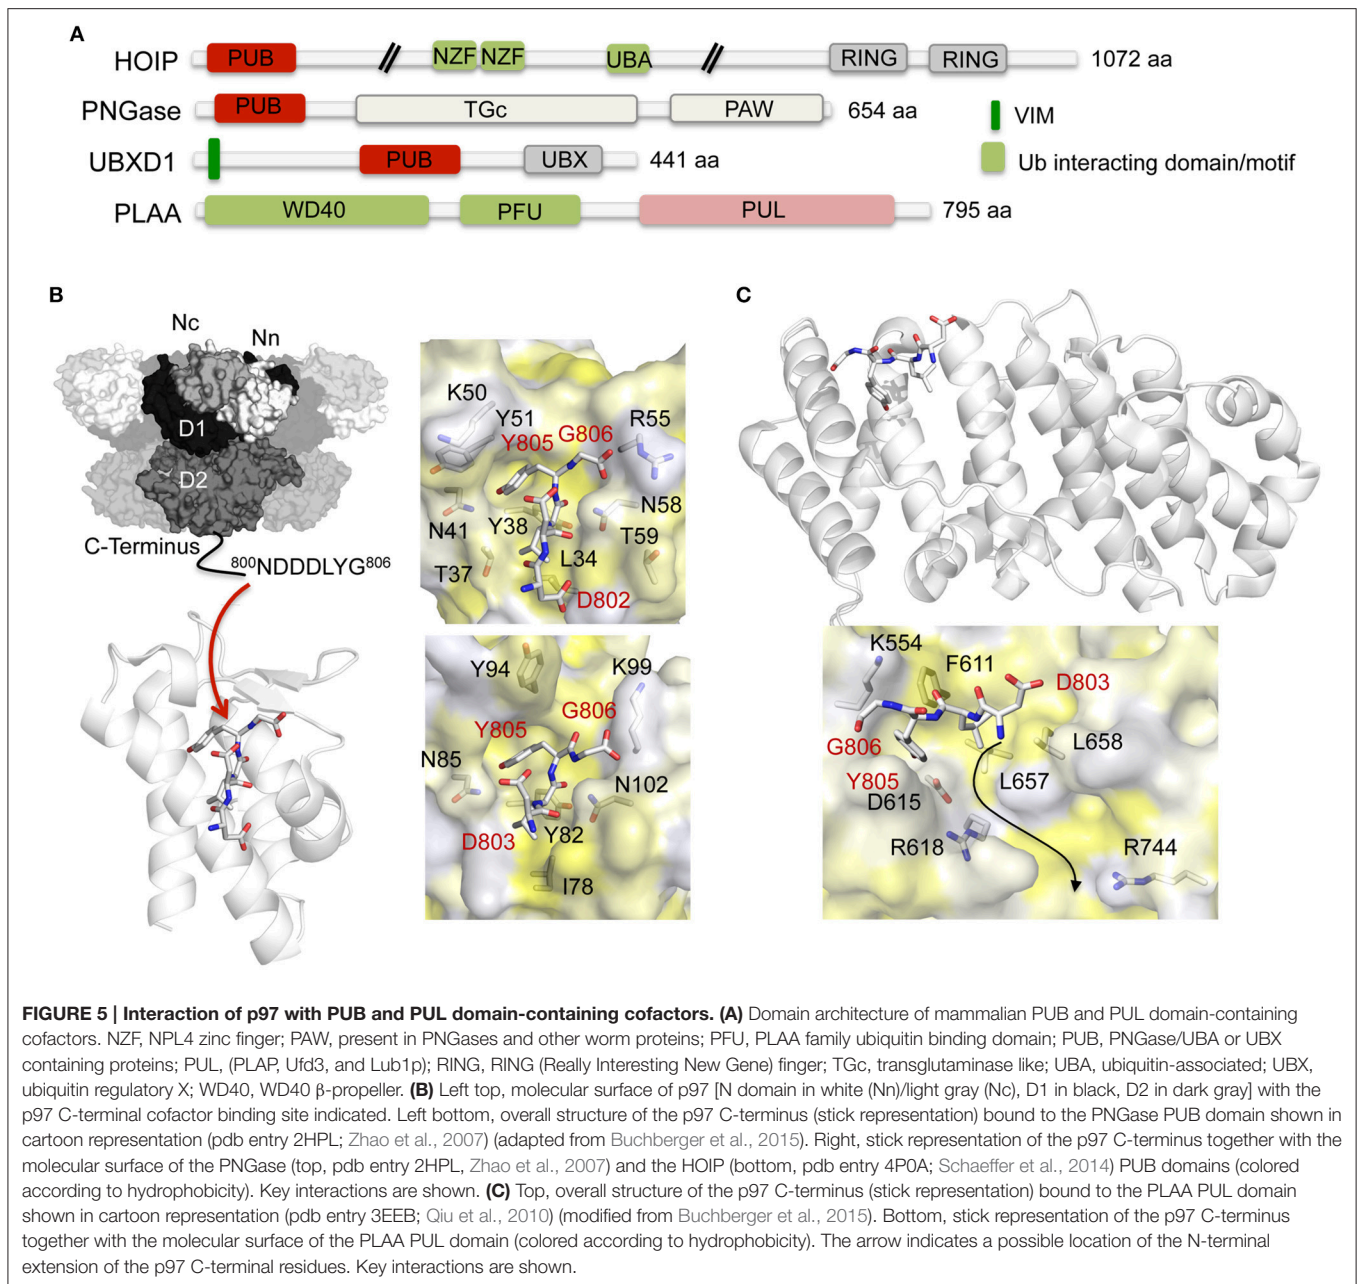 A
HOIP PUB NZF NZF UBA RING RING 1072 aa
PNGase PUB TGc PAW 654 aa
VIM
UBXD1 PUB UBX 441 aa
Ub interacting domain/motif
PLAA WD40 PFU PUL 795 aa
B
Nc
Nn
D1
D2
C-Terminus
⁸⁰⁰NDDDLYG⁸⁰⁶
K50
Y51
Y805 G806 R55
N41 Y38 N58
T37 L34 T59
D802
Y94 K99
Y805 G806
N85 N102
D803 Y82
I78
C
K554 F611 D803
G806 L658
Y805 L657
D615
R618 R744
FIGURE 5 | Interaction of p97 with PUB and PUL domain-containing cofactors. (A) Domain architecture of mammalian PUB and PUL domain-containing
cofactors. NZF, NPL4 zinc finger; PAW, present in PNGases and other worm proteins; PFU, PLAA family ubiquitin binding domain; PUB, PNGase/UBA or UBX
containing proteins; PUL, (PLAP, Ufd3, and Lub1p); RING, RING (Really Interesting New Gene) finger; TGc, transglutaminase like; UBA, ubiquitin-associated; UBX,
ubiquitin regulatory X; WD40, WD40 β-propeller. (B) Left top, molecular surface of p97 [N domain in white (Nn)/light gray (Nc), D1 in black, D2 in dark gray] with the
p97 C-terminal cofactor binding site indicated. Left bottom, overall structure of the p97 C-terminus (stick representation) bound to the PNGase PUB domain shown in
cartoon representation (pdb entry 2HPL; Zhao et al., 2007) (adapted from Buchberger et al., 2015). Right, stick representation of the p97 C-terminus together with the
molecular surface of the PNGase (top, pdb entry 2HPL, Zhao et al., 2007) and the HOIP (bottom, pdb entry 4P0A; Schaeffer et al., 2014) PUB domains (colored
according to hydrophobicity). Key interactions are shown. (C) Top, overall structure of the p97 C-terminus (stick representation) bound to the PLAA PUL domain
shown in cartoon representation (pdb entry 3EEB; Qiu et al., 2010) (modified from Buchberger et al., 2015). Bottom, stick representation of the p97 C-terminus
together with the molecular surface of the PLAA PUL domain (colored according to hydrophobicity). The arrow indicates a possible location of the N-terminal
extension of the p97 C-terminal residues. Key interactions are shown.